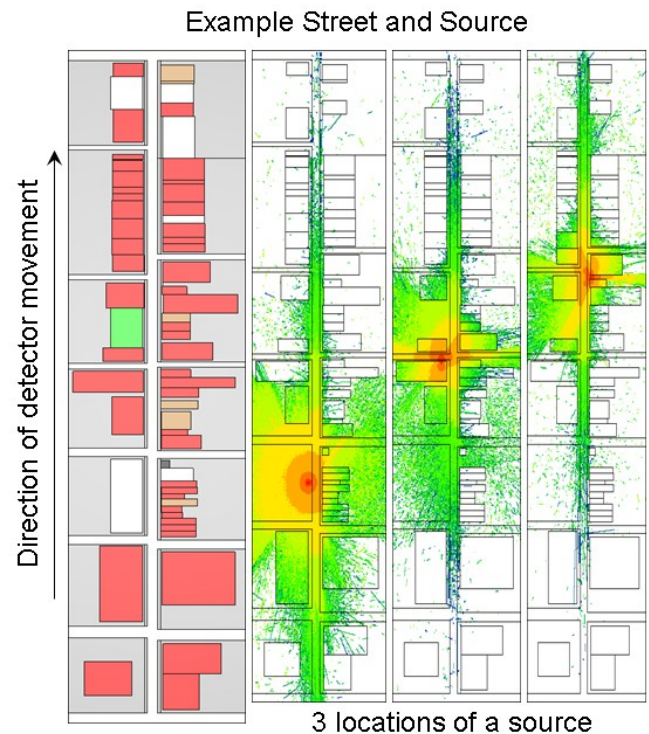 Example Street and Source
Direction of detector movement
3 locations of a source